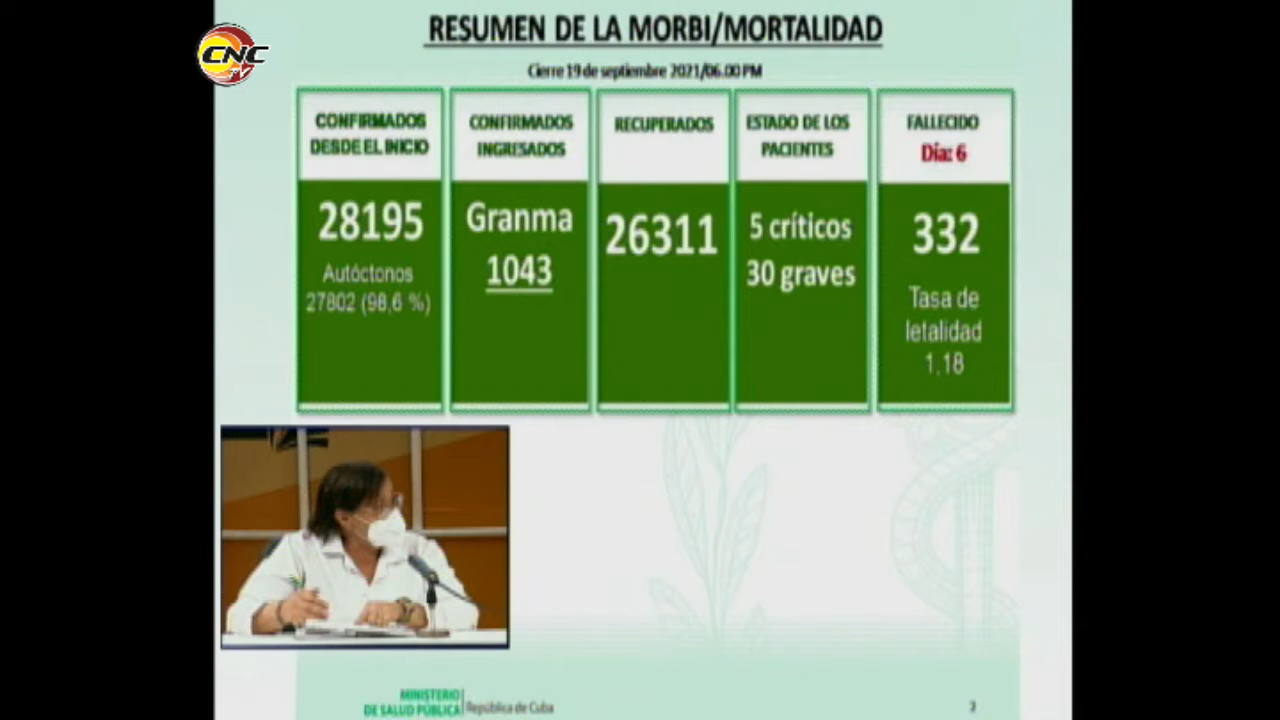 CNC
TV
RESUMEN DE LA MORBI/MORTALIDAD
Cierre 19 de septiembre 2021/06.00 PM
CONFIRMADOS
DESDE EL INICIO
28195
Autóctonos
27802 (98,6 %)
CONFIRMADOS
INGRESADOS
Granma
1043
RECUPERADOS
26311
ESTADO DE LOS
PACIENTES
5 críticos
30 graves
FALLECIDO
Día: 6
332
Tasa de
letalidad
1,18
MINISTERIO
DE SALUD PÚBLICA
República de Cuba
2